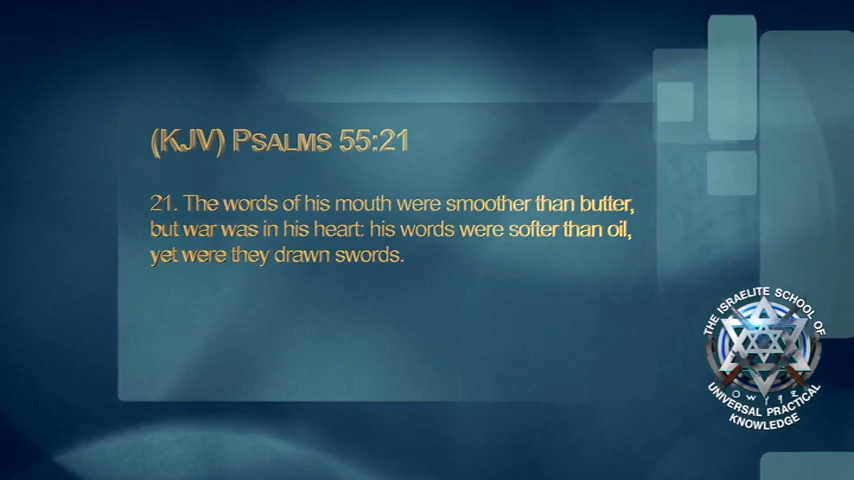 (KJV) PSALMS 55:21
21. The words of his mouth were smoother than butter,
but war was in his heart: his words were softer than oil,
yet were they drawn swords.
THE ISRAELITE SCHOOL OF
UNIVERSAL PRACTICAL
KNOWLEDGE